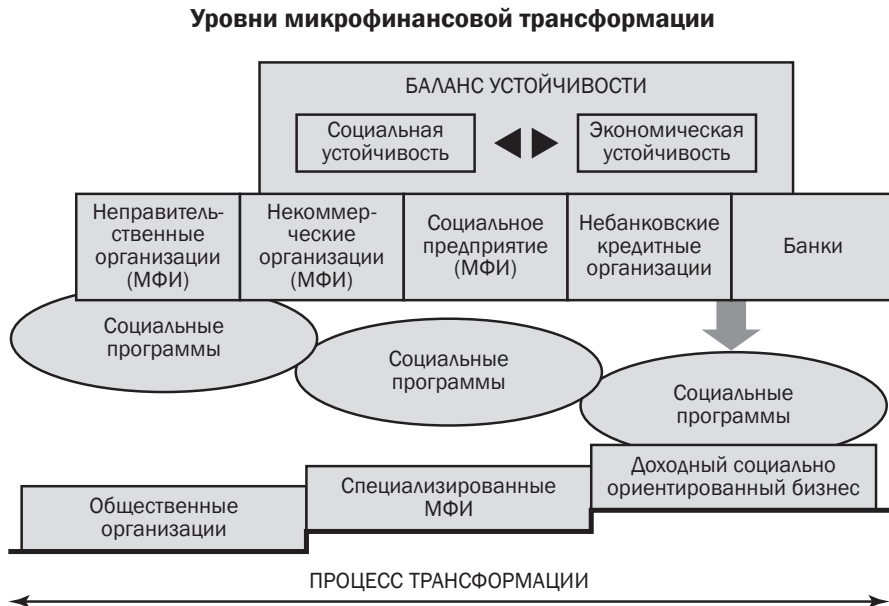 Уровни микрофинансовой трансформации
БАЛАНС УСТОЙЧИВОСТИ
Социальная
устойчивость
Экономическая
устойчивость
Неправитель-
ственные
организации
(МФИ)
Некоммер-
ческие
организации
(МФИ)
Социальное
предприятие
(МФИ)
Небанковские
кредитные
организации
Банки
Социальные
программы
Социальные
программы
Социальные
программы
Общественные
организации
Специализированные
МФИ
Доходный социально
ориентированный бизнес
ПРОЦЕСС ТРАНСФОРМАЦИИ